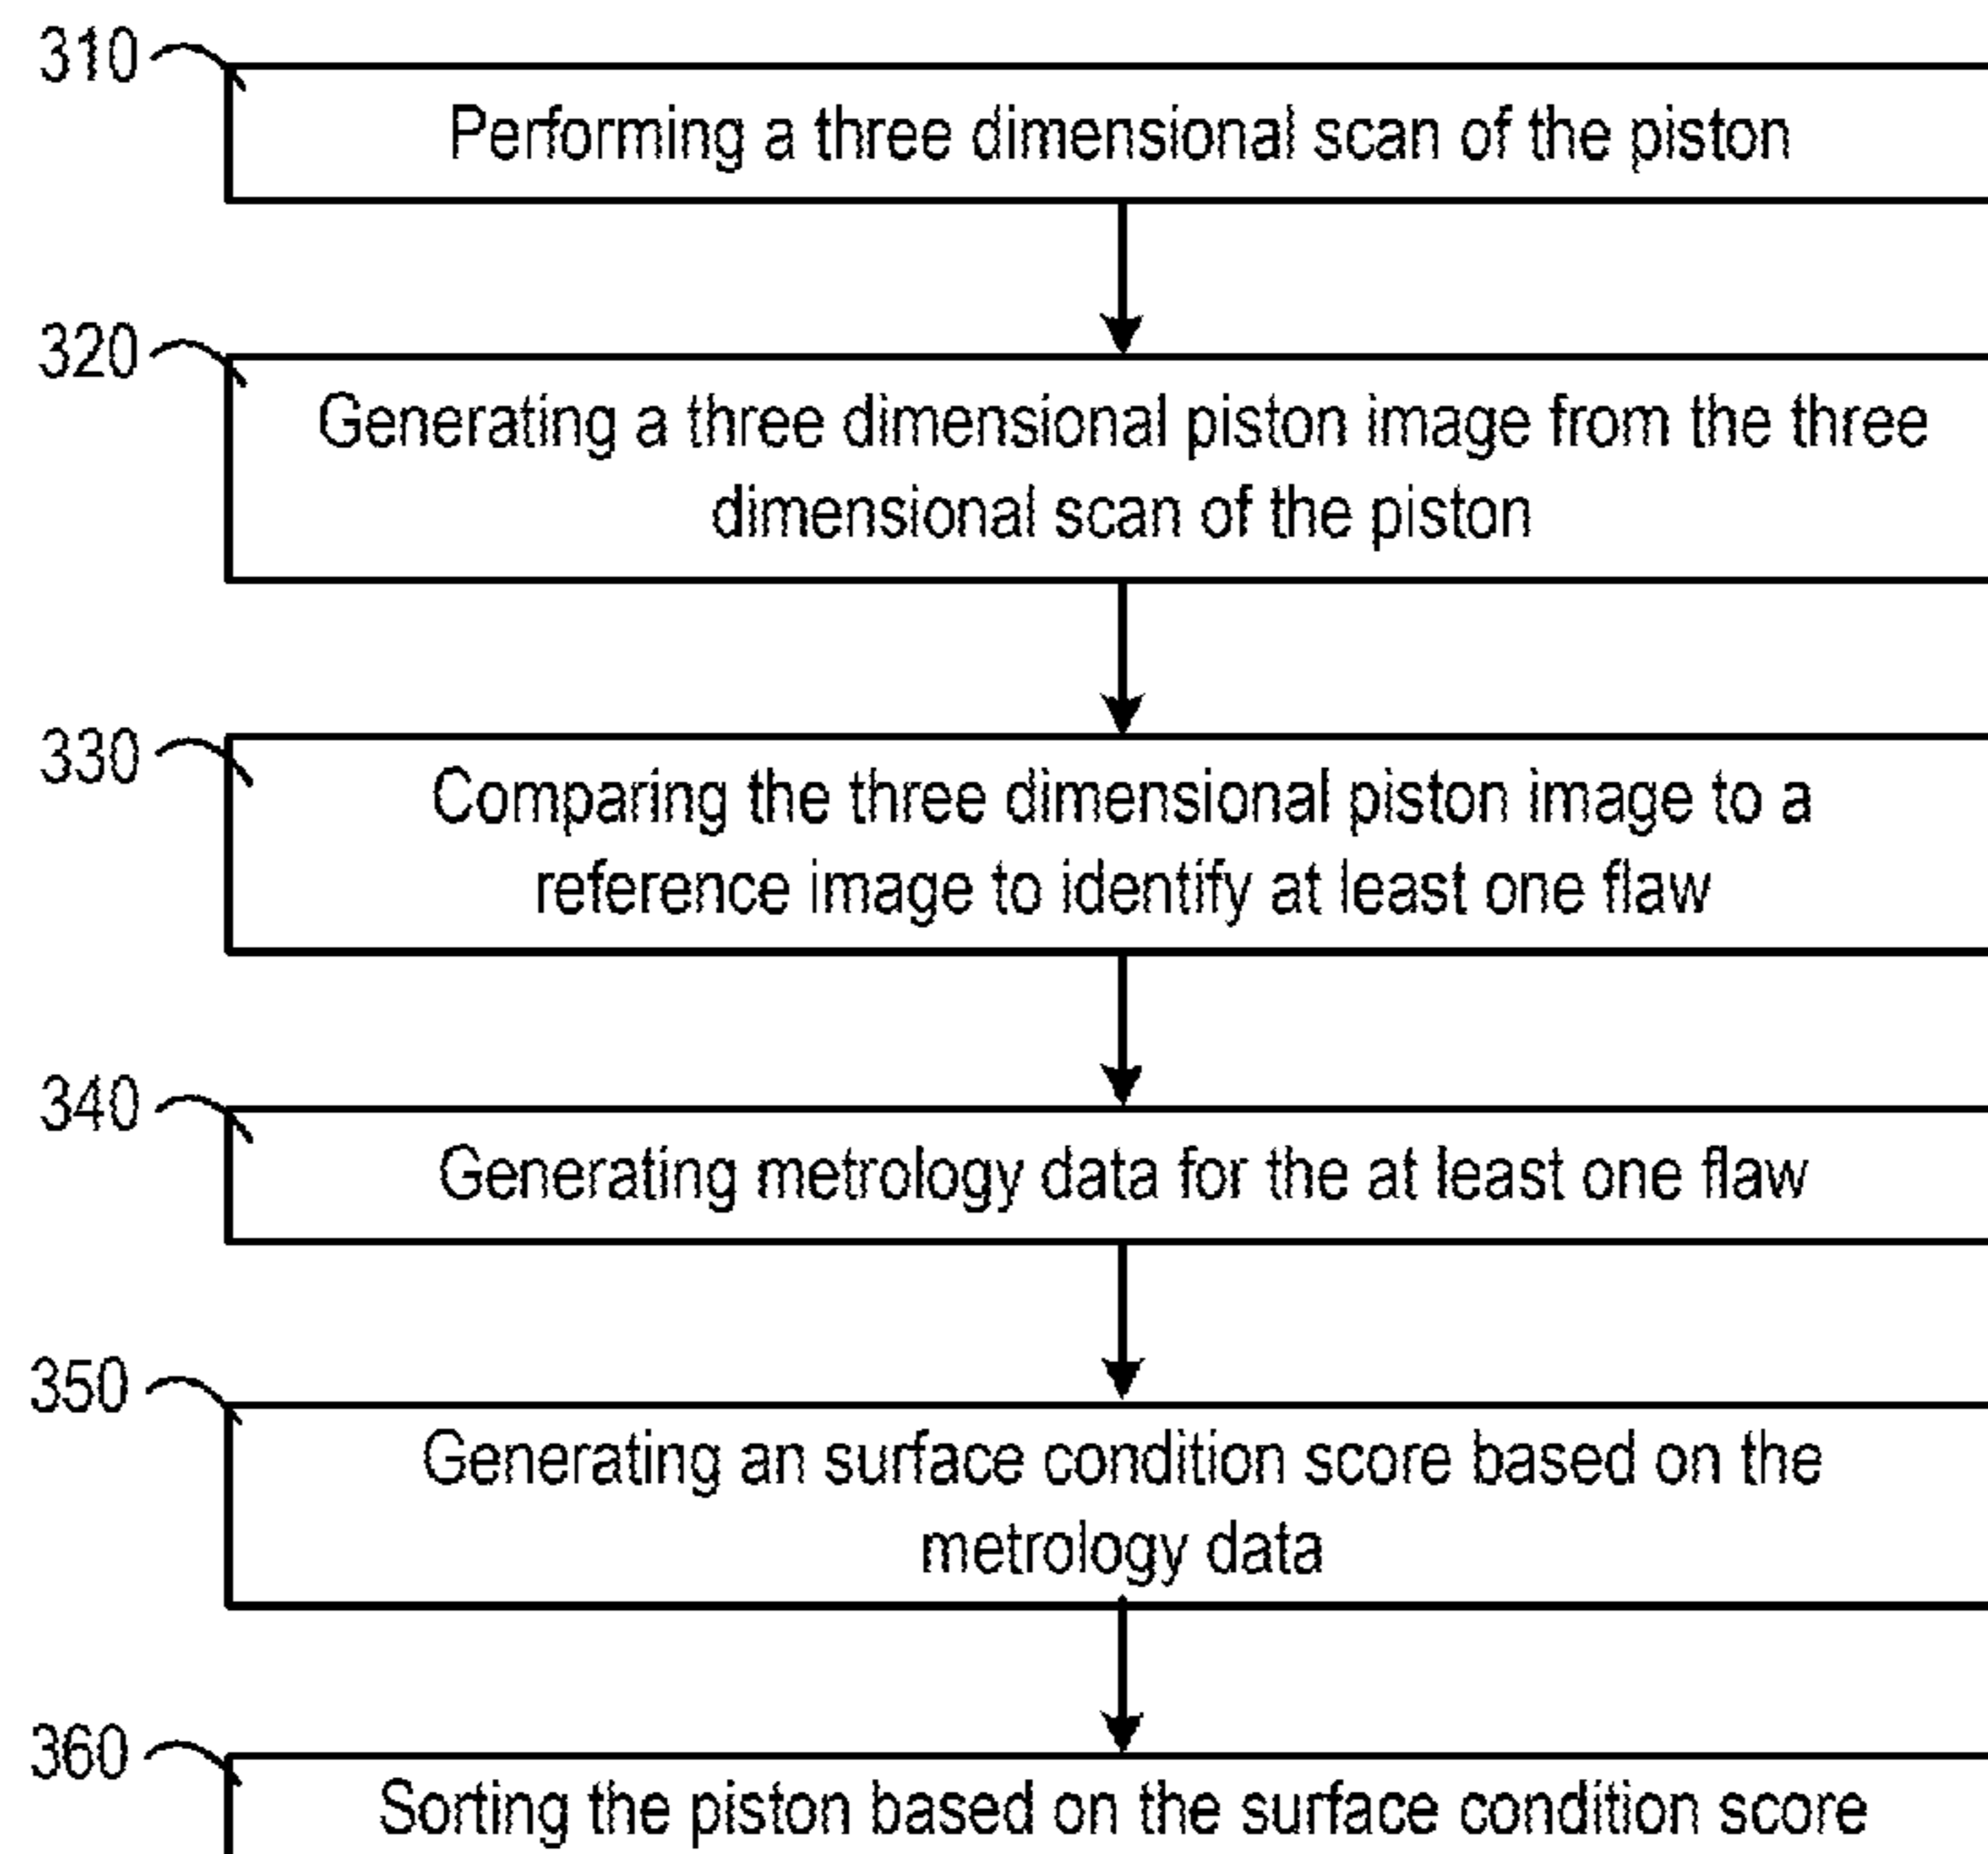 310
Performing a three dimensional scan of the piston
320
Generating a three dimensional piston image from the three
dimensional scan of the piston
330
Comparing the three dimensional piston image to a
reference image to identify at least one flaw
340
Generating metrology data for the at least one flaw
350
Generating an surface condition score based on the
metrology data
360
Sorting the piston based on the surface condition score